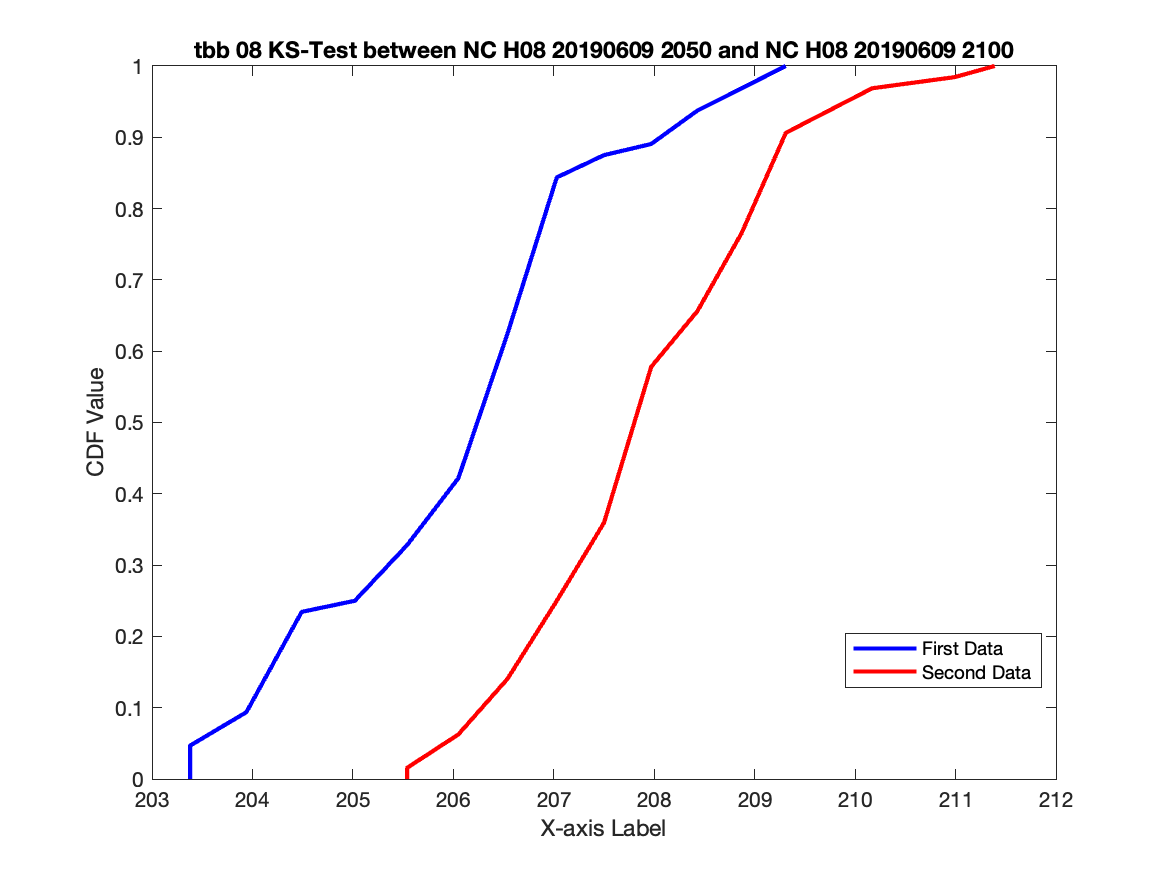 tbb 08 KS-Test between NC H08 20190609 2050 and NC H08 20190609 2100
1
0.9
0.8
0.7
0.6
0.5
0.4
0.3
0.2
0.1
0
CDF Value
First Data
Second Data
203 204 205 206 207 208 209 210 211 212
X-axis Label